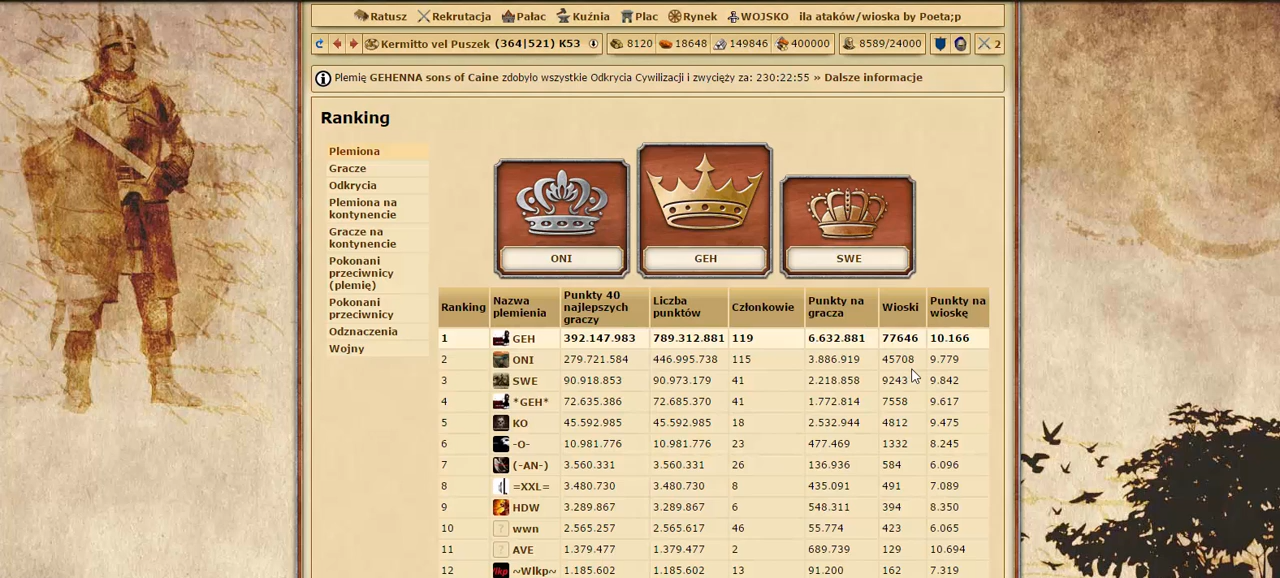 Ratusz Rekrutacja Pałac Kuźnia Plac Rynek WOJSKO ila ataków/wioska by Poeta;p
Kermitto vel Puszek (364|521) K53 8120 18648 149846 400000 8589/24000 2
Plemię GEHENNA sons of Caine zdobyło wszystkie Odkrycia Cywilizacji i zwycięży za: 230:22:55 » Dalsze informacje
Ranking
Plemiona
Gracze
Odkrycia
Plemiona na
kontynencie
Gracze na
kontynencie
Pokonani
przeciwnicy
(plemię)
Pokonani
przeciwnicy
Odznaczenia
Wojny
ONI GEH SWE
Ranking Nazwa plemienia Punkty 40 najlepszych graczy Liczba punktów Członkowie Punkty na gracza Wioski Punkty na wioskę
1 GEH 392.147.983 789.312.881 119 6.632.881 77646 10.166
2 ONI 279.721.584 446.995.738 115 3.886.919 45708 9.779
3 SWE 90.918.853 90.973.179 41 2.218.858 9243 9.842
4 *GEH* 72.635.386 72.685.370 41 1.772.814 7558 9.617
5 KO 45.592.985 45.592.985 18 2.532.944 4812 9.475
6 -O- 10.981.776 10.981.776 23 477.469 1332 8.245
7 (-AN-) 3.560.331 3.560.331 26 136.936 584 6.096
8 =XXL= 3.480.730 3.480.730 8 435.091 491 7.089
9 HDW 3.289.867 3.289.867 6 548.311 394 8.350
10 wwn 2.565.257 2.565.617 46 55.774 423 6.065
11 AVE 1.379.477 1.379.477 2 689.739 129 10.694
12 ~Wlkp~ 1.185.602 1.185.602 13 91.200 162 7.319